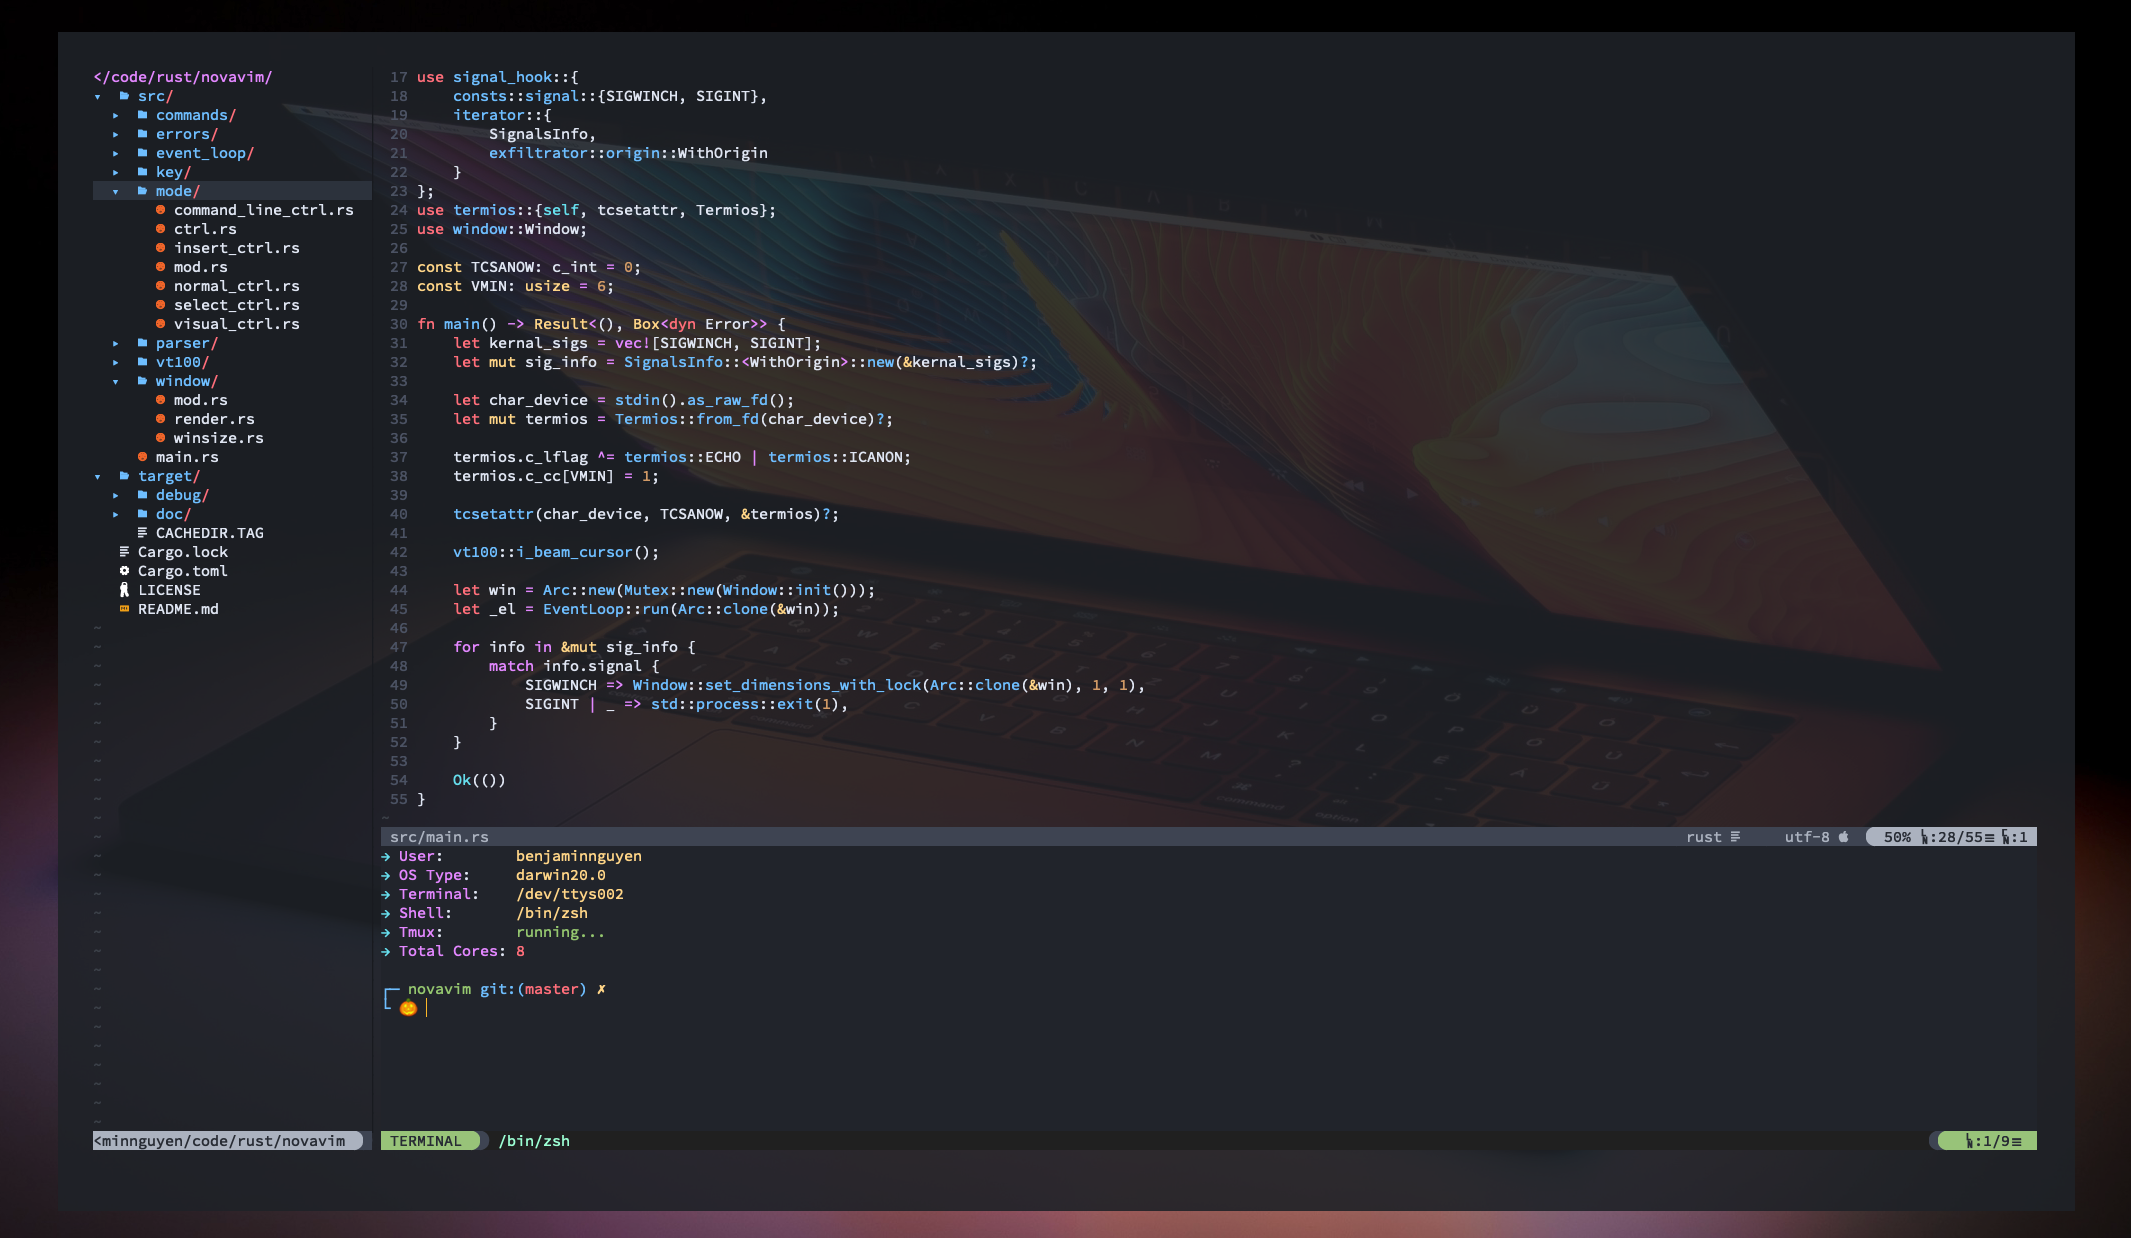 </code/rust/novavim/
src/
commands/
errors/
event_loop/
key/
mode/
command_line_ctrl.rs
ctrl.rs
insert_ctrl.rs
mod.rs
normal_ctrl.rs
select_ctrl.rs
visual_ctrl.rs
parser/
vt100/
window/
mod.rs
render.rs
winsize.rs
main.rs
target/
debug/
doc/
CACHEDIR.TAG
Cargo.lock
Cargo.toml
LICENSE
README.md
<minnguyen/code/rust/novavim
17 use signal_hook::{
18     consts::signal::{SIGWINCH, SIGINT},
19     iterator::{
20         SignalsInfo,
21         exfiltrator::origin::WithOrigin
22     }
23 };
24 use termios::{self, tcsetattr, Termios};
25 use window::Window;
26
27 const TCSANOW: c_int = 0;
28 const VMIN: usize = 6;
29
30 fn main() -> Result<(), Box<dyn Error>> {
31     let kernal_sigs = vec![SIGWINCH, SIGINT];
32     let mut sig_info = SignalsInfo::<WithOrigin>::new(&kernal_sigs)?;
33
34     let char_device = stdin().as_raw_fd();
35     let mut termios = Termios::from_fd(char_device)?;
36
37     termios.c_lflag ^= termios::ECHO | termios::ICANON;
38     termios.c_cc[VMIN] = 1;
39
40     tcsetattr(char_device, TCSANOW, &termios)?;
41
42     vt100::i_beam_cursor();
43
44     let win = Arc::new(Mutex::new(Window::init()));
45     let _el = EventLoop::run(Arc::clone(&win));
46
47     for info in &mut sig_info {
48         match info.signal {
49             SIGWINCH => Window::set_dimensions_with_lock(Arc::clone(&win), 1, 1),
50             SIGINT | _ => std::process::exit(1),
51         }
52     }
53
54     Ok(())
55 }
src/main.rs rust utf-8 50% :28/55 :1
→ User: benjaminnguyen
→ OS Type: darwin20.0
→ Terminal: /dev/ttys002
→ Shell: /bin/zsh
→ Tmux: running...
→ Total Cores: 8
novavim git:(master) ✗
TERMINAL /bin/zsh :1/9